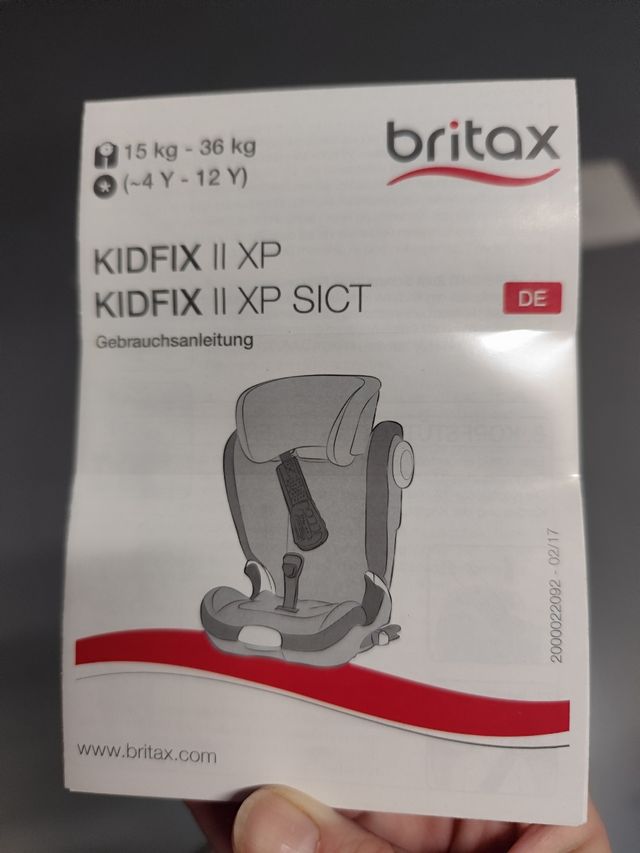 15 kg - 36 kg
(~4 Y - 12 Y)
britax
KIDFIX II XP
KIDFIX II XP SICT
DE
Gebrauchsanleitung
2000022092 - 02/17
www.britax.com